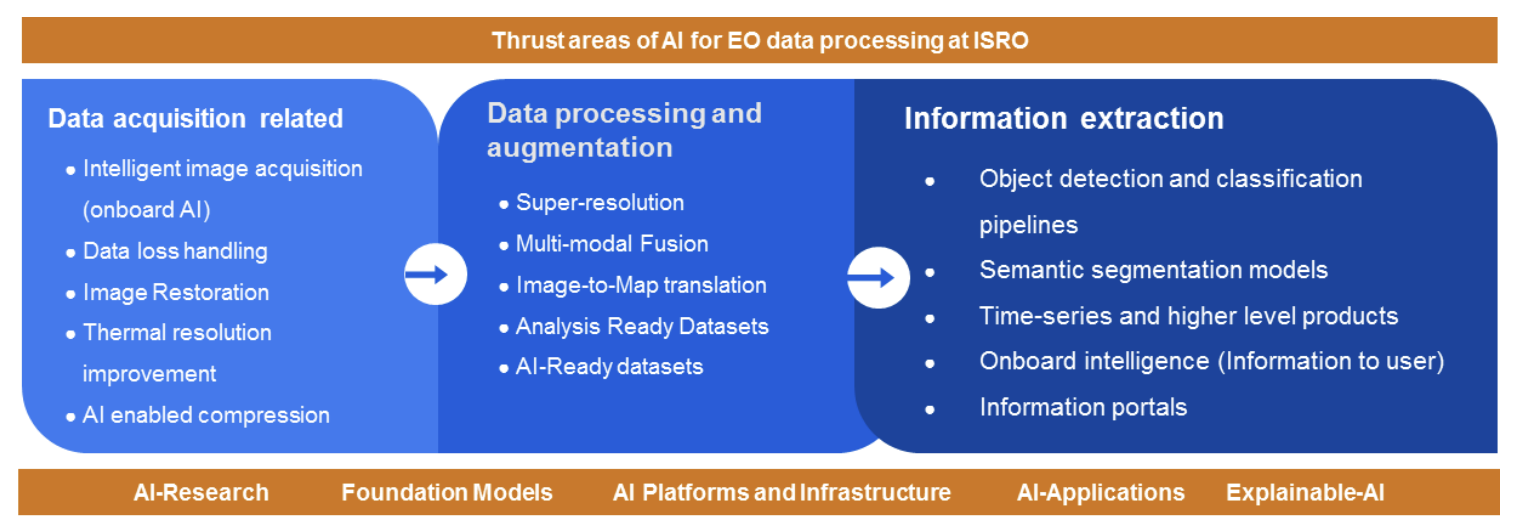 Thrust areas of AI for EO data processing at ISRO
Data acquisition related
● Intelligent image acquisition
(onboard AI)
● Data loss handling
● Image Restoration
● Thermal resolution
improvement
● AI enabled compression
Data processing and
augmentation
● Super-resolution
● Multi-modal Fusion
● Image-to-Map translation
● Analysis Ready Datasets
● AI-Ready datasets
Information extraction
● Object detection and classification
pipelines
● Semantic segmentation models
● Time-series and higher level products
● Onboard intelligence (Information to user)
● Information portals
AI-Research Foundation Models AI Platforms and Infrastructure AI-Applications Explainable-AI